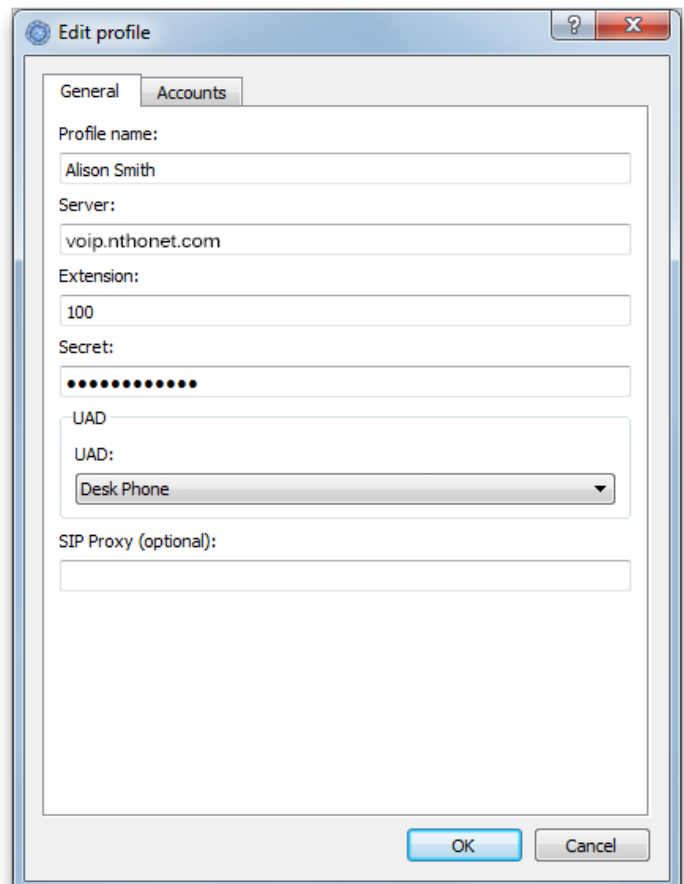 Edit profile
General Accounts
Profile name:
Alison Smith
Server:
voip.nthonet.com
Extension:
100
Secret:
••••••••••••
UAD
UAD:
Desk Phone
SIP Proxy (optional):
OK Cancel